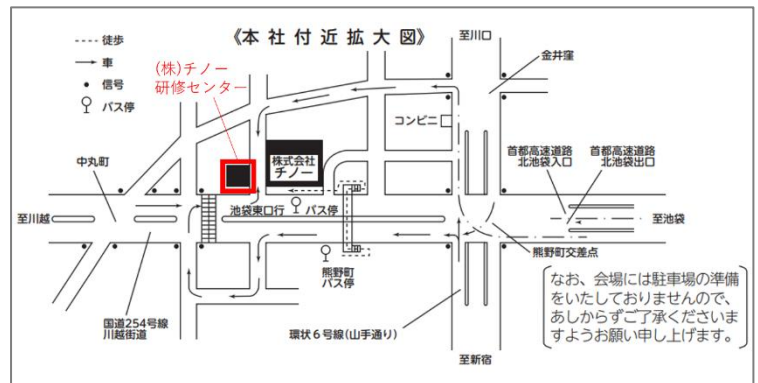 《本社付近拡大図》
徒歩
車
信号
バス停
(株)チノー
研修センター
至川口
金井窪
コンビニ
株式会社
チノー
首都高速道路
北池袋入口
首都高速道路
北池袋出口
中丸町
至川越
池袋東口行
バス停
至池袋
熊野町交差点
熊野町
バス停
国道254号線
川越街道
環状6号線(山手通り)
至新宿
なお、会場には駐車場の準備
をいたしておりませんので、
あしからずご了承くださいま
すようお願い申し上げます。